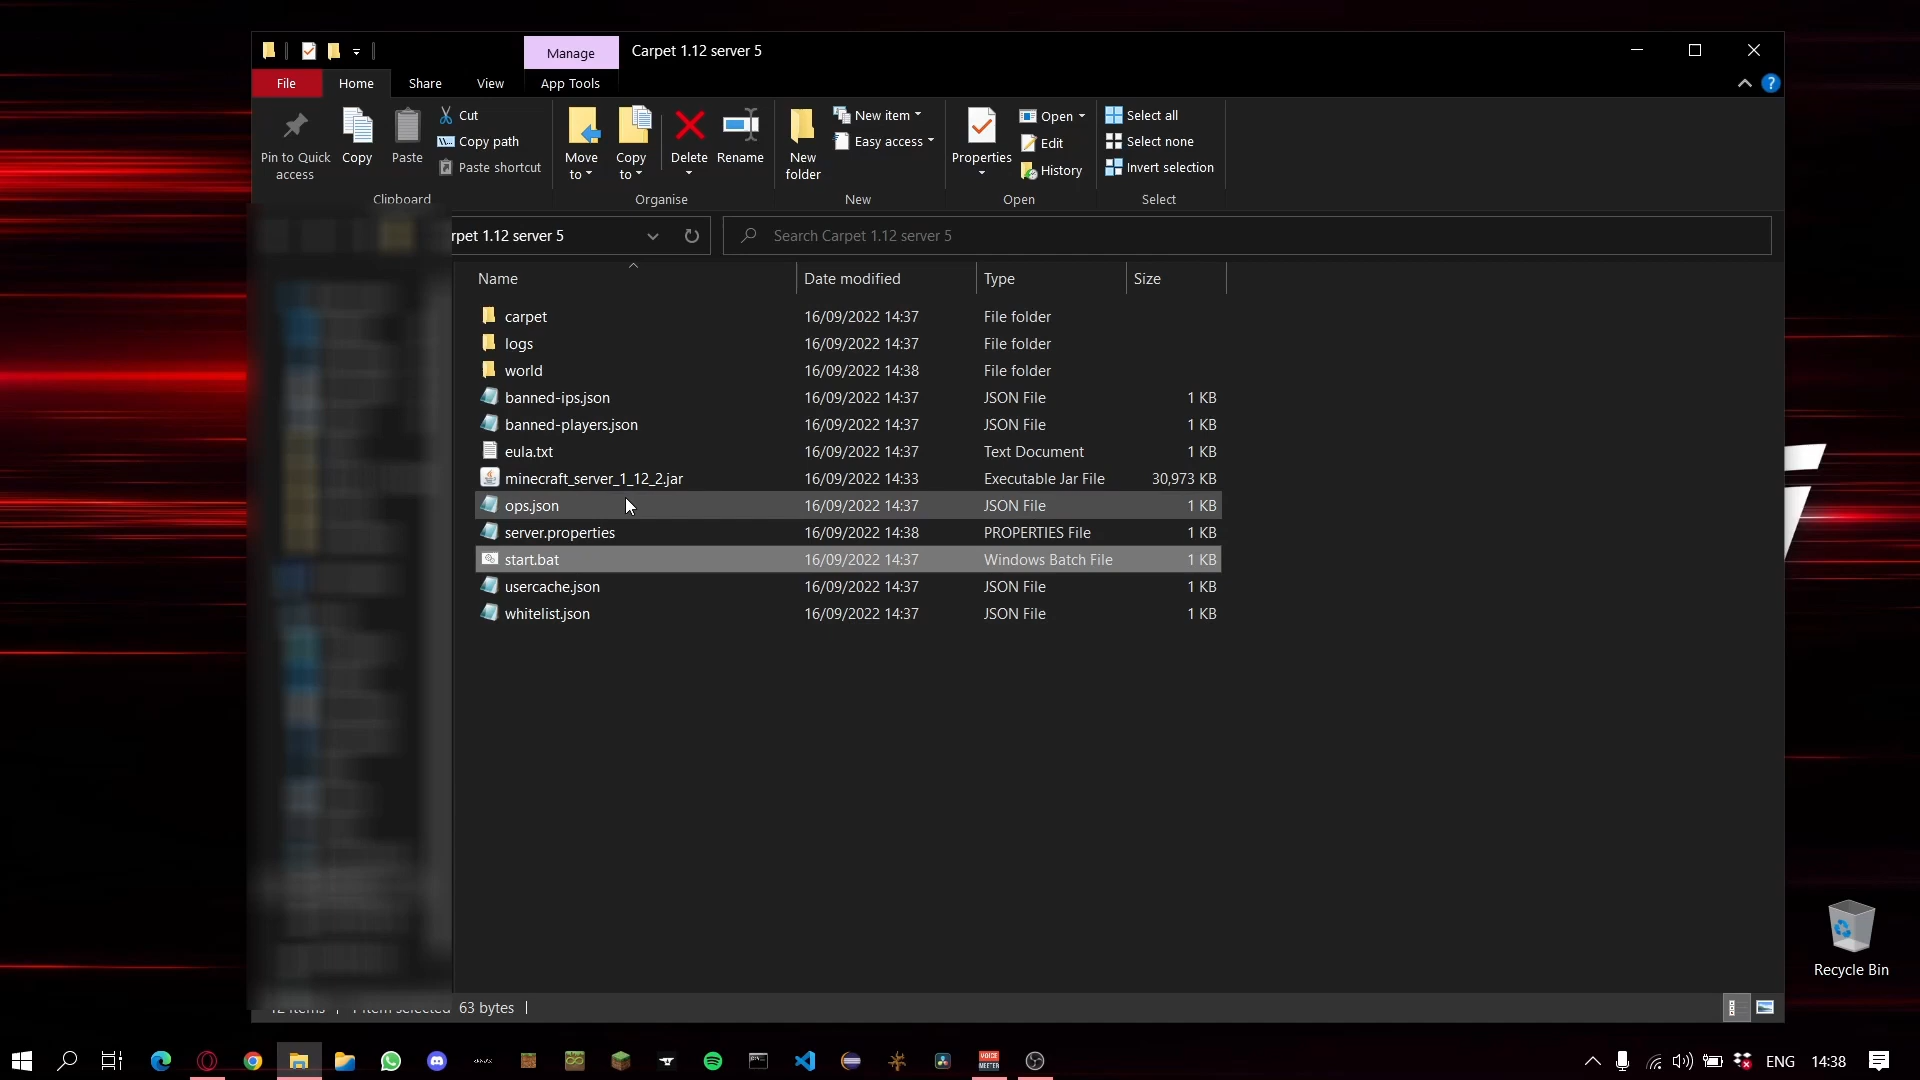 Manage
Carpet 1.12 server 5
File
Home
Share
View
App Tools
Pin to Quick access
Copy
Paste
Cut
Copy path
Paste shortcut
Clipboard
Move to
Copy to
Delete
Rename
Organise
New folder
New item
Easy access
New
Properties
Open
Edit
History
Open
Select all
Select none
Invert selection
Select
rpet 1.12 server 5
Search Carpet 1.12 server 5
Name Date modified Type Size
carpet 16/09/2022 14:37 File folder
logs 16/09/2022 14:37 File folder
world 16/09/2022 14:38 File folder
banned-ips.json 16/09/2022 14:37 JSON File 1 KB
banned-players.json 16/09/2022 14:37 JSON File 1 KB
eula.txt 16/09/2022 14:37 Text Document 1 KB
minecraft_server_1_12_2.jar 16/09/2022 14:33 Executable Jar File 30,973 KB
ops.json 16/09/2022 14:37 JSON File 1 KB
server.properties 16/09/2022 14:38 PROPERTIES File 1 KB
start.bat 16/09/2022 14:37 Windows Batch File 1 KB
usercache.json 16/09/2022 14:37 JSON File 1 KB
whitelist.json 16/09/2022 14:37 JSON File 1 KB
Recycle Bin
12 items 1 item selected 63 bytes
VOICE MEETER
ENG
14:38